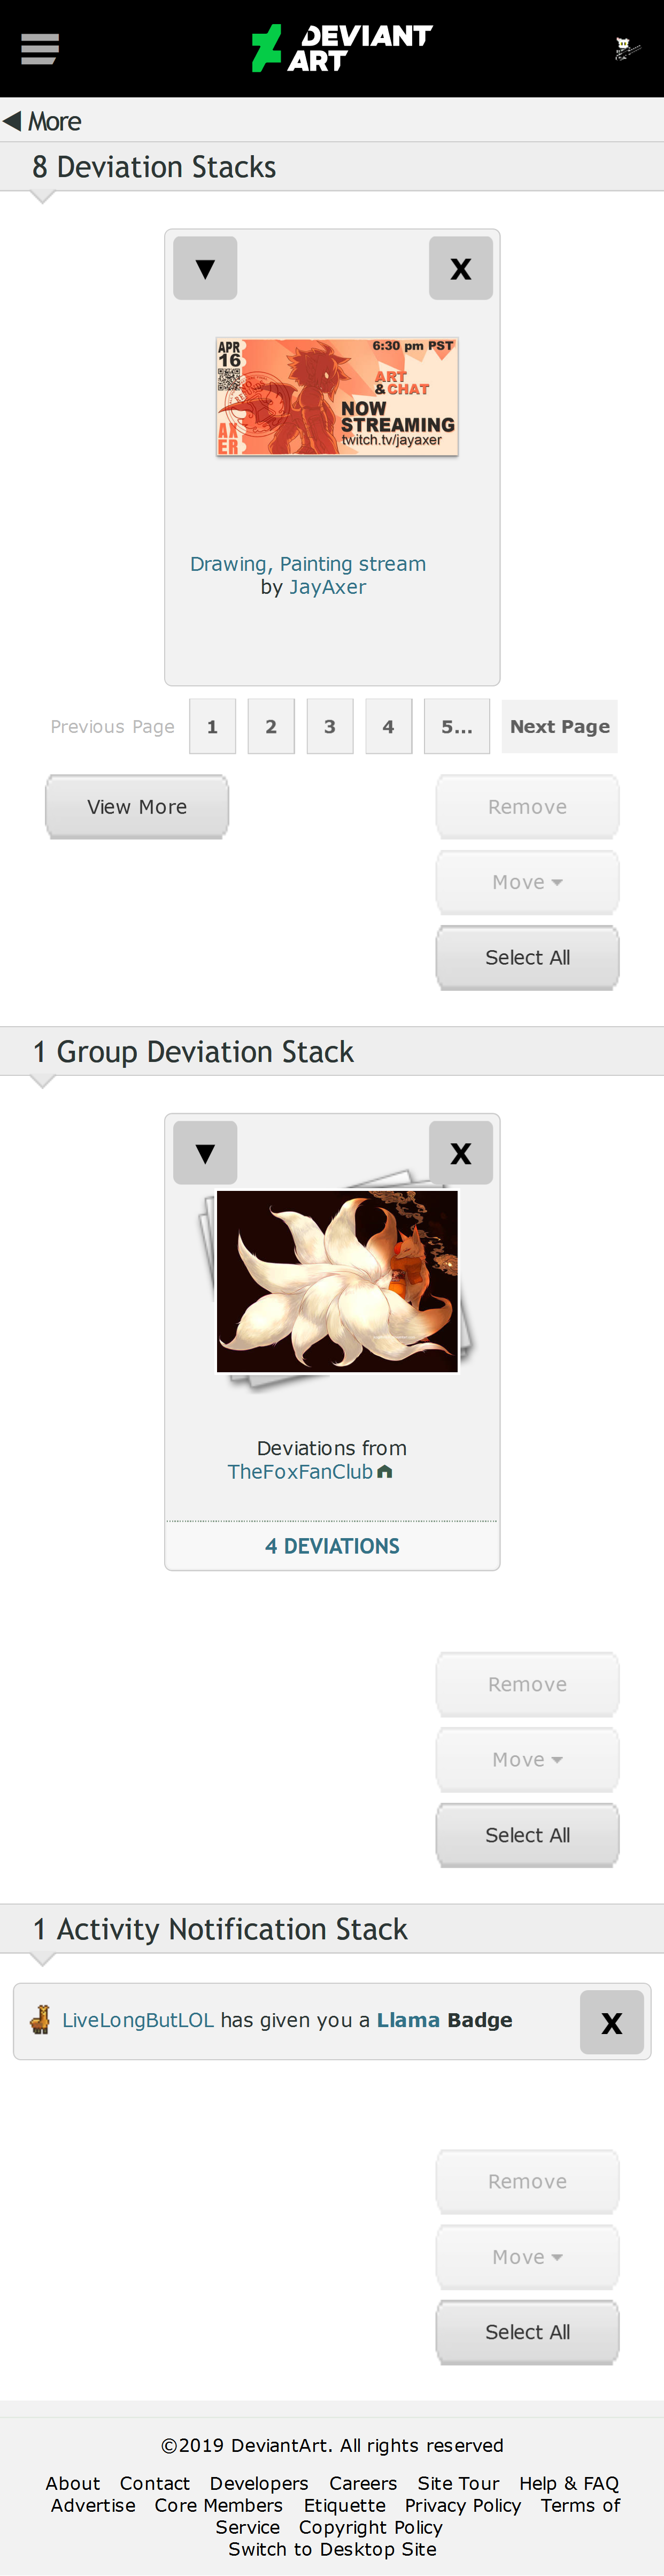 DEVIANT
ART
◀ More
8 Deviation Stacks
▼ X
APR
16
6:30 pm PST
ART
& CHAT
NOW
STREAMING
twitch.tv/jayaxer
AX
ER
Drawing, Painting stream
by JayAxer
Previous Page 1 2 3 4 5... Next Page
View More
Remove
Move
Select All
1 Group Deviation Stack
▼ X
Deviations from
TheFoxFanClub
4 DEVIATIONS
Remove
Move
Select All
1 Activity Notification Stack
LiveLongButLOL has given you a Llama Badge X
Remove
Move
Select All
©2019 DeviantArt. All rights reserved
About Contact Developers Careers Site Tour Help & FAQ
Advertise Core Members Etiquette Privacy Policy Terms of
Service Copyright Policy
Switch to Desktop Site